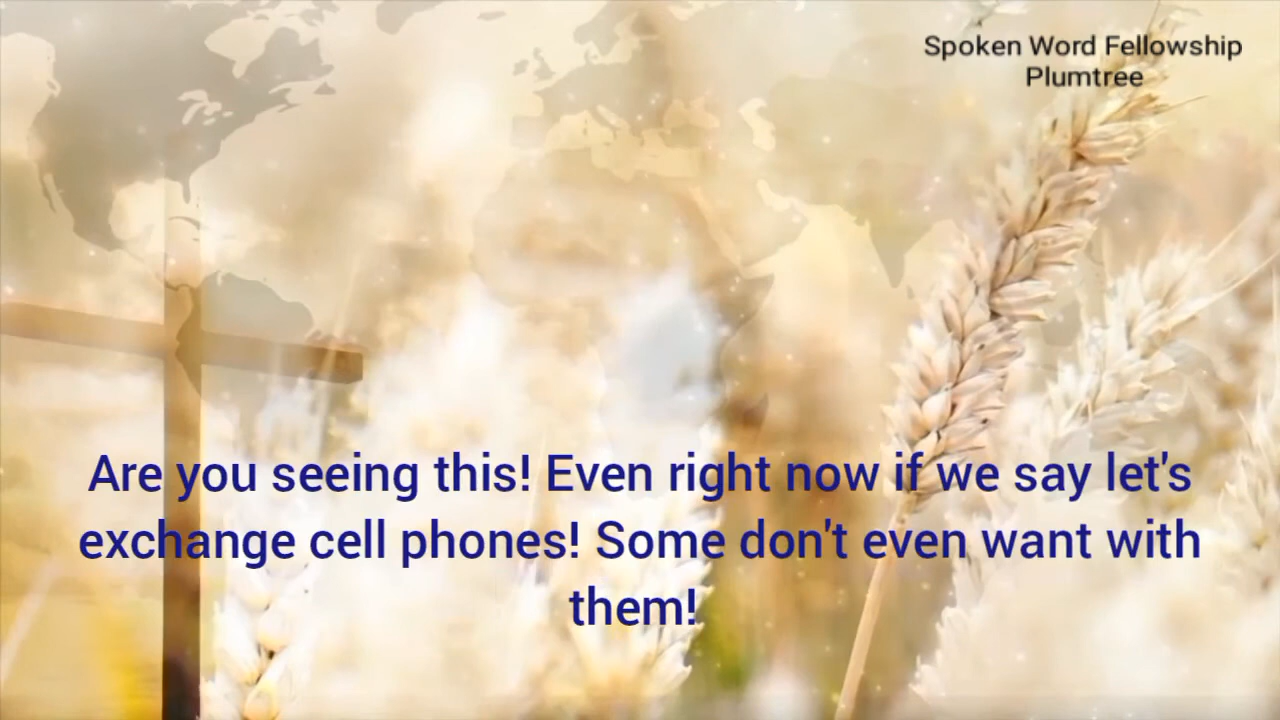 Spoken Word Fellowship
Plumtree
Are you seeing this! Even right now if we say let's
exchange cell phones! Some don't even want with
them!